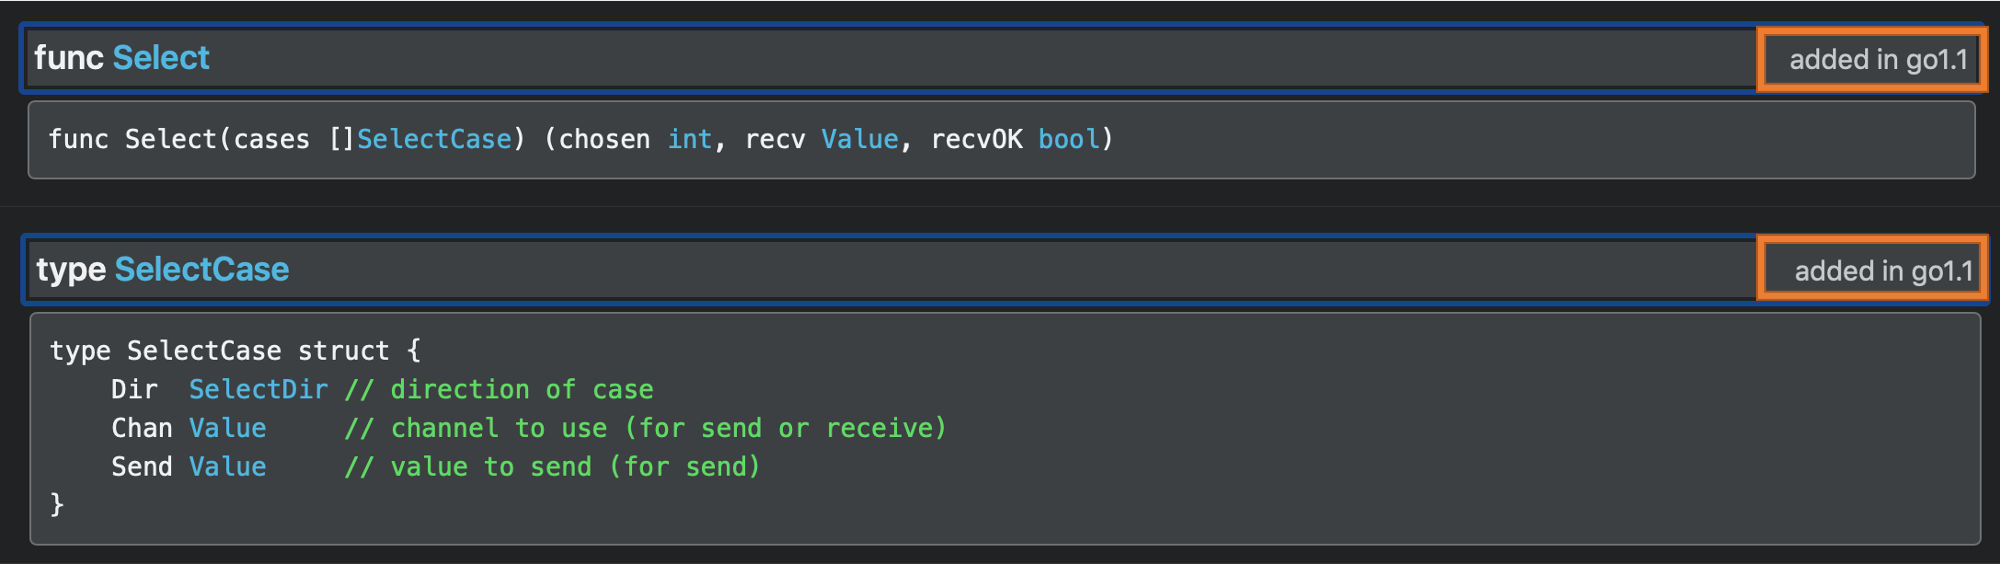 func Select added in go1.1
func Select(cases []SelectCase) (chosen int, recv Value, recvOK bool)
type SelectCase added in go1.1
type SelectCase struct {
    Dir  SelectDir // direction of case
    Chan Value     // channel to use (for send or receive)
    Send Value     // value to send (for send)
}